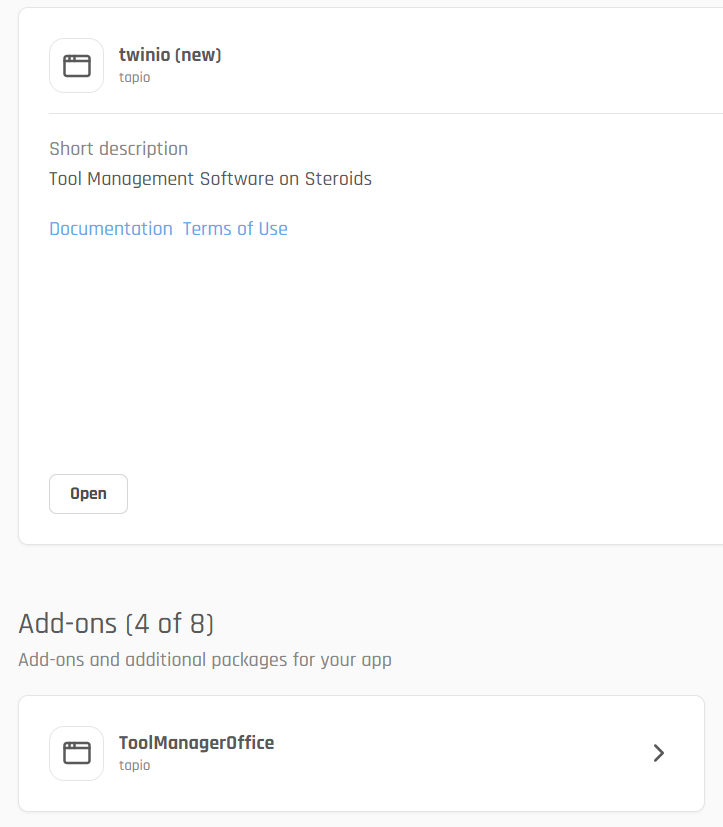 twinio (new)
tapio
Short description
Tool Management Software on Steroids
Documentation Terms of Use
Open
Add-ons (4 of 8)
Add-ons and additional packages for your app
ToolManagerOffice
tapio